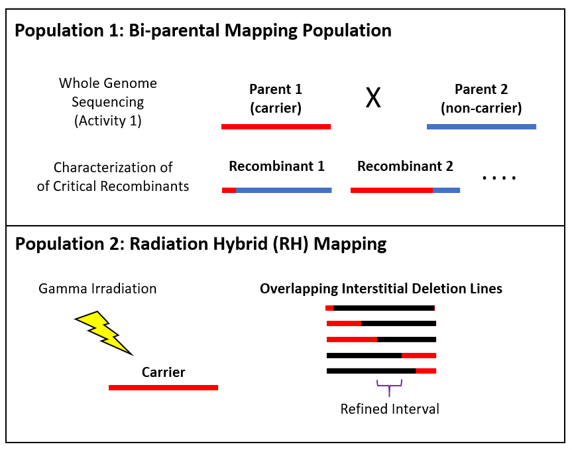 Population 1: Bi-parental Mapping Population
Whole Genome
Sequencing
(Activity 1)
Parent 1
(carrier)
X
Parent 2
(non-carrier)
Characterization of
of Critical Recombinants
Recombinant 1
Recombinant 2
....
Population 2: Radiation Hybrid (RH) Mapping
Gamma Irradiation
Carrier
Overlapping Interstitial Deletion Lines
Refined Interval